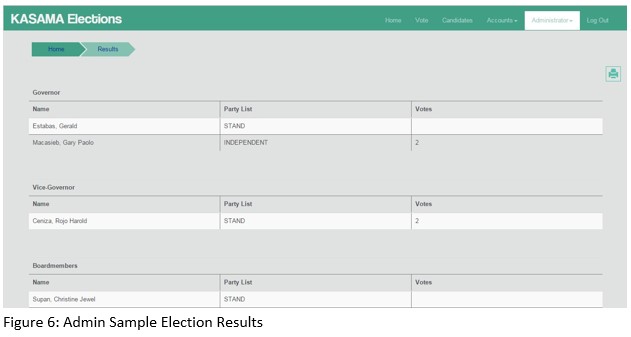 KASAMA Elections
Home Vote Candidates Accounts Administrator Log Out
Home Results
Governor
Name Party List Votes
Estabas, Gerald STAND
Macasieb, Gary Paolo INDEPENDENT 2
Vice-Governor
Name Party List Votes
Ceniza, Rojo Harold STAND 2
Boardmembers
Name Party List Votes
Supan, Christine Jewel STAND
Figure 6: Admin Sample Election Results